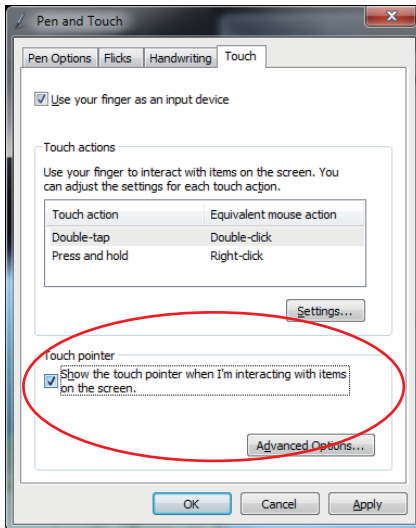 Pen and Touch
Pen Options Flicks Handwriting Touch
Use your finger as an input device
Touch actions
Use your finger to interact with items on the screen. You
can adjust the settings for each touch action.
Touch action Equivalent mouse action
Double-tap Double-click
Press and hold Right-click
Settings...
Touch pointer
Show the touch pointer when I'm interacting with items
on the screen.
Advanced Options...
OK Cancel Apply